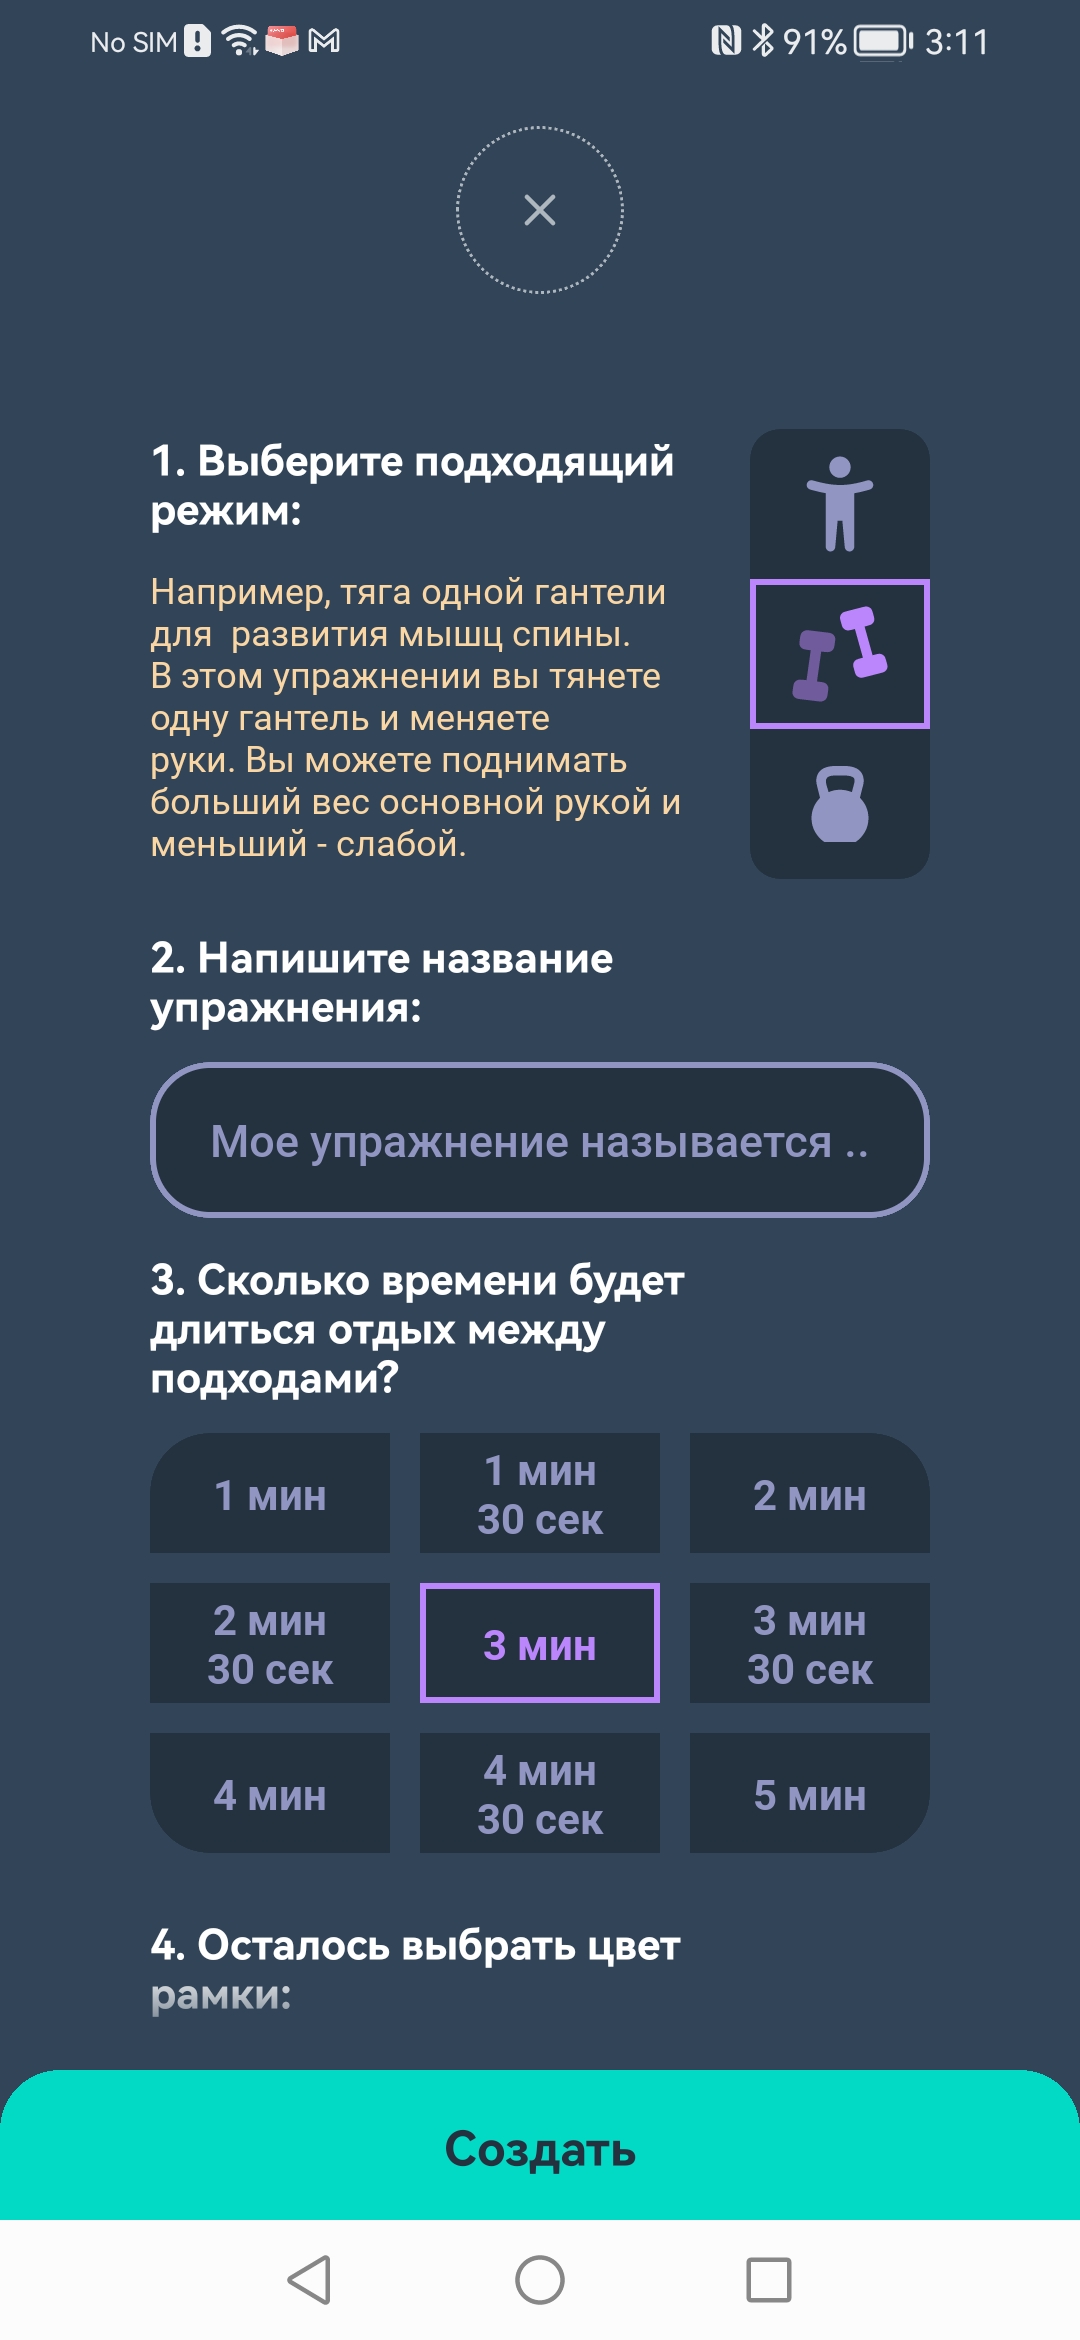 No SIM 91% 3:11
1. Выберите подходящий
режим:
Например, тяга одной гантели
для  развития мышц спины.
В этом упражнении вы тянете
одну гантель и меняете
руки. Вы можете поднимать
больший вес основной рукой и
меньший - слабой.
2. Напишите название
упражнения:
Мое упражнение называется ..
3. Сколько времени будет
длиться отдых между
подходами?
1 мин
1 мин
30 сек
2 мин
2 мин
30 сек
3 мин
3 мин
30 сек
4 мин
4 мин
30 сек
5 мин
4. Осталось выбрать цвет
рамки:
Создать